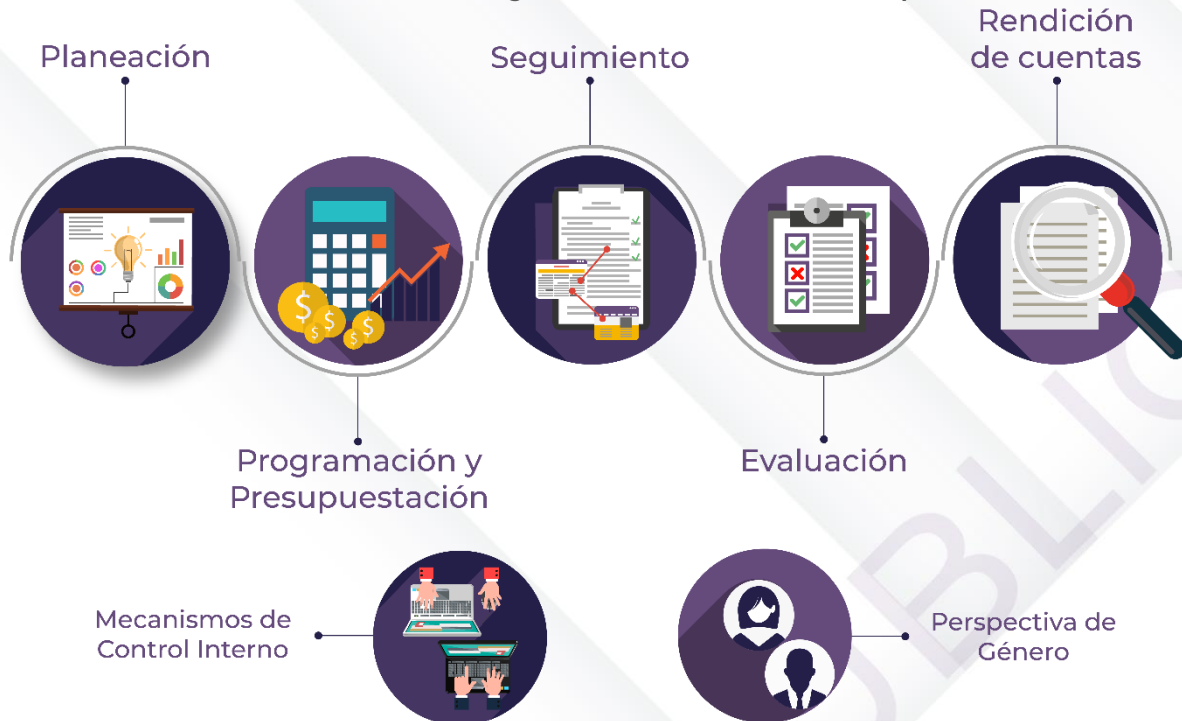 Planeación
Seguimiento
Rendición
de cuentas
Programación y
Presupuestación
Evaluación
Mecanismos de
Control Interno
Perspectiva de
Género